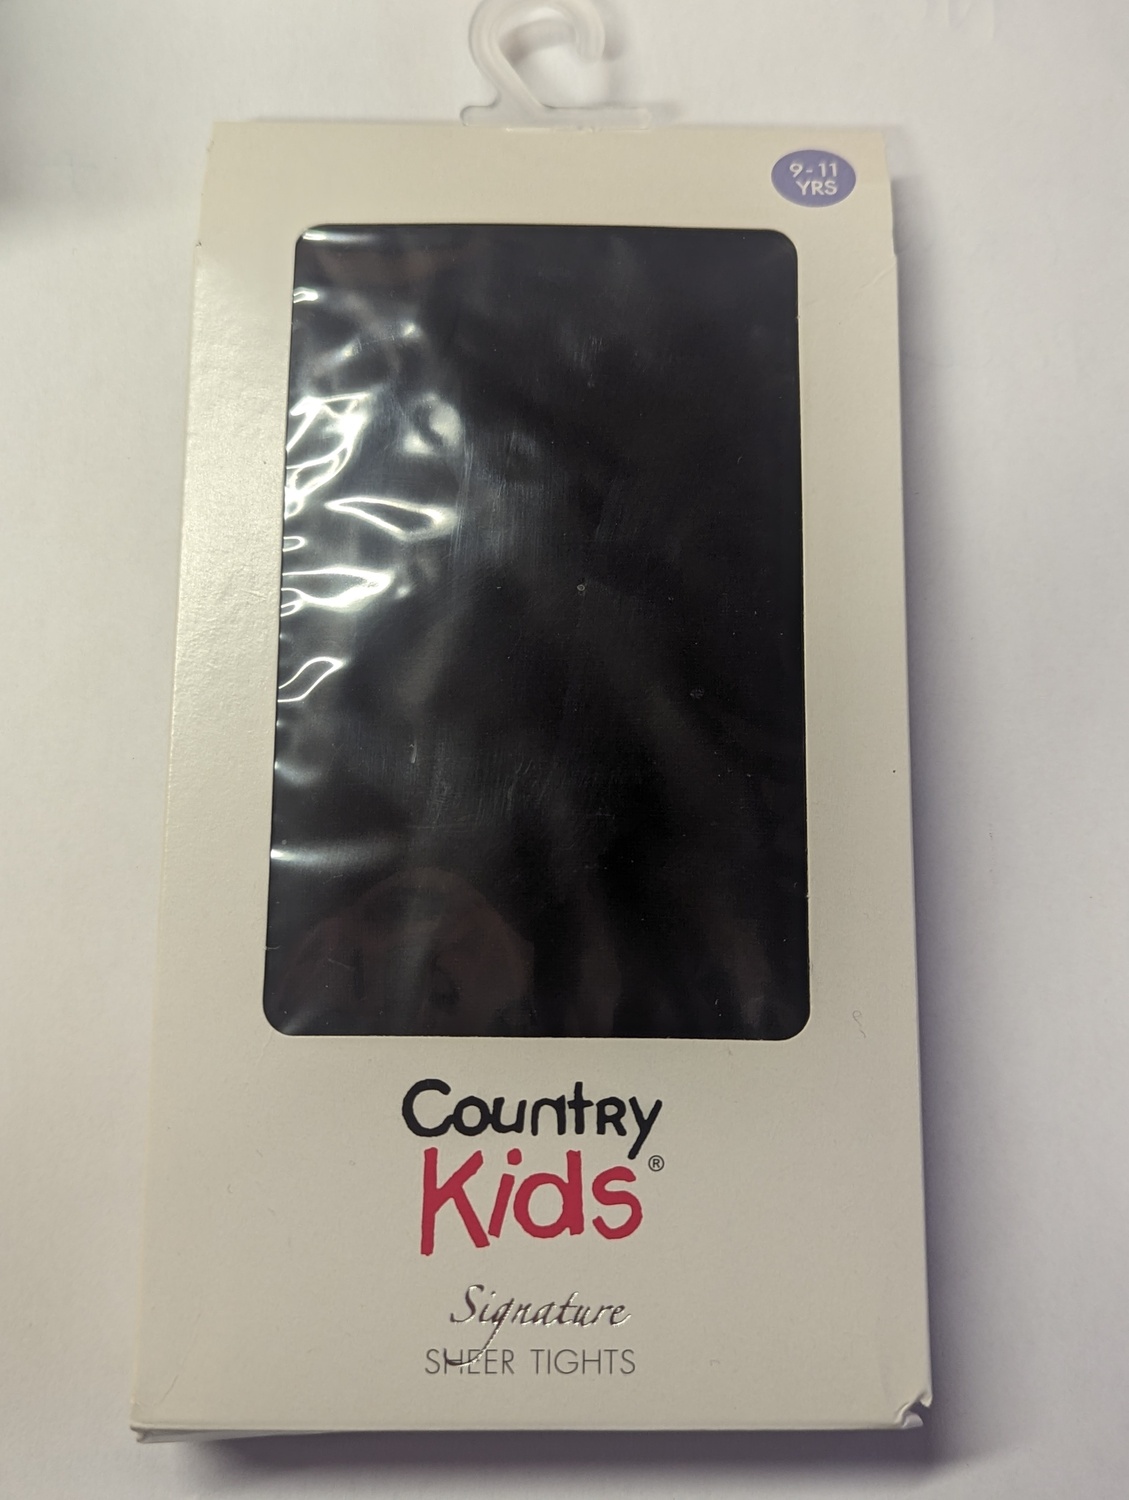 9-11
YRS
Country
Kids®
Signature
SHEER TIGHTS